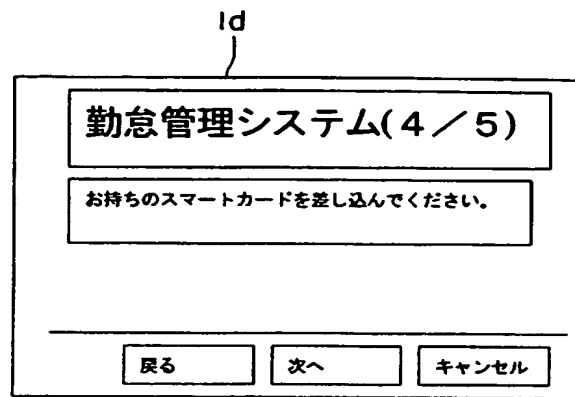 1d
勤怠管理システム(4／5)
お持ちのスマートカードを差し込んでください。
戻る 次へ キャンセル